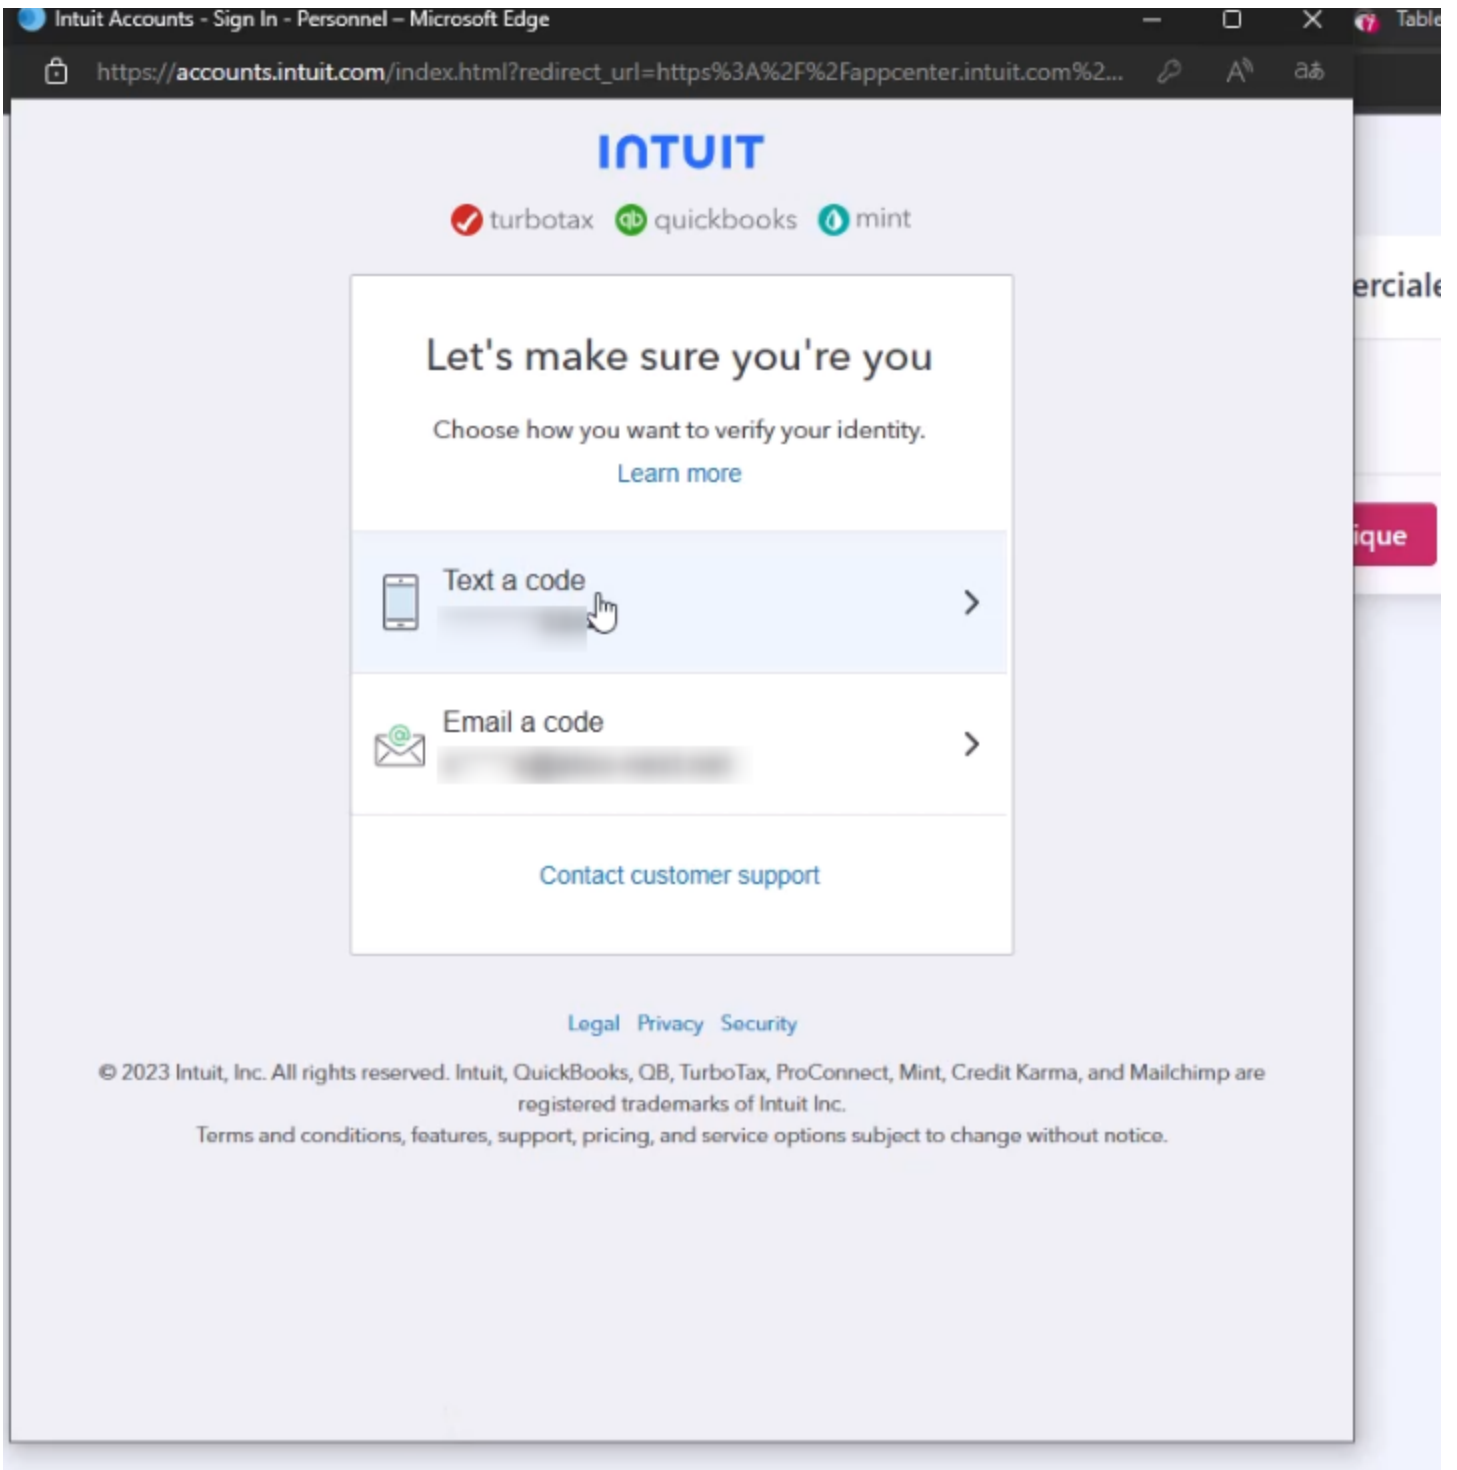 Intuit Accounts - Sign In - Personnel – Microsoft Edge
https://accounts.intuit.com/index.html?redirect_url=https%3A%2F%2Fappcenter.intuit.com%2...
INTUIT
turbotax quickbooks mint
Let's make sure you're you
Choose how you want to verify your identity.
Learn more
Text a code
Email a code
Contact customer support
Legal Privacy Security
© 2023 Intuit, Inc. All rights reserved. Intuit, QuickBooks, QB, TurboTax, ProConnect, Mint, Credit Karma, and Mailchimp are
registered trademarks of Intuit Inc.
Terms and conditions, features, support, pricing, and service options subject to change without notice.
Table
erciale
ique